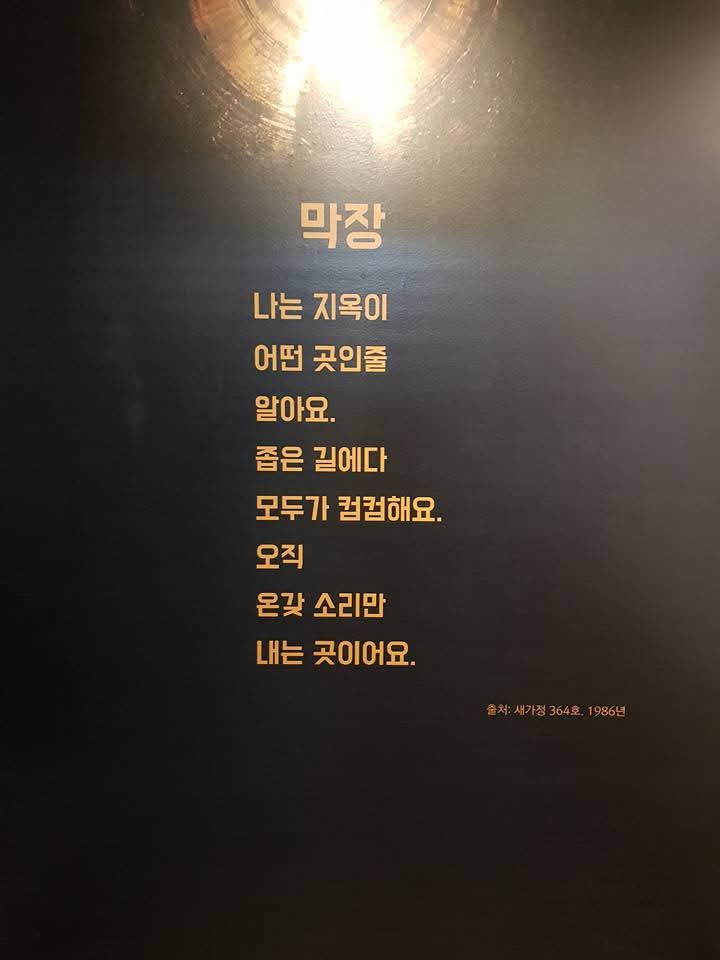 막장
나는 지옥이
어떤 곳인줄
알아요.
좁은 길에다
모두가 컴컴해요.
오직
온갖 소리만
내는 곳이어요.
출처: 새가정 364호, 1986년